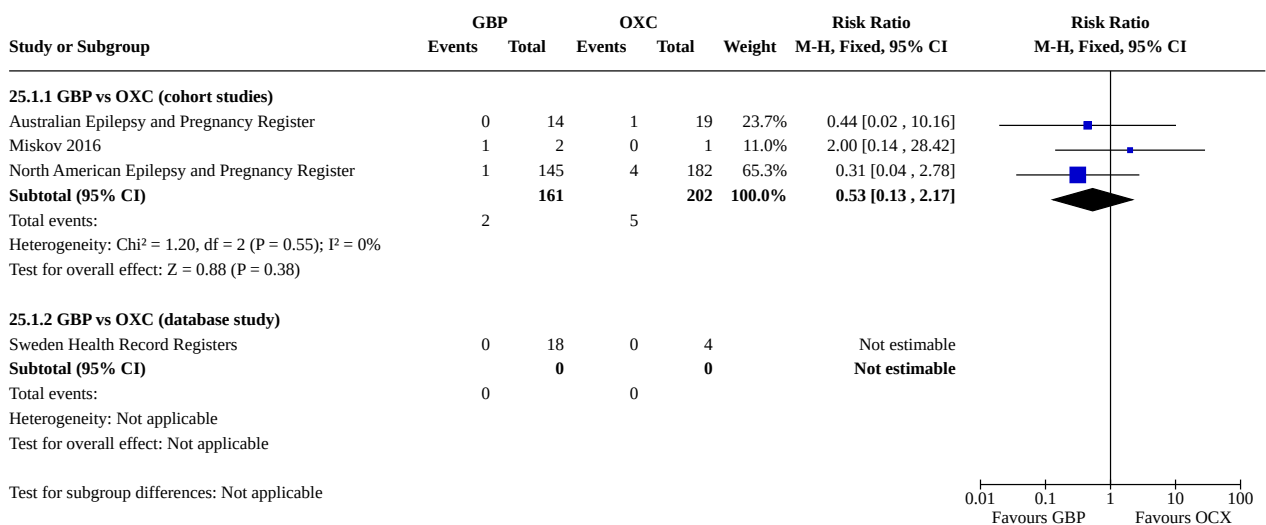 GBP OXC Risk Ratio Risk Ratio
Study or Subgroup Events Total Events Total Weight M-H, Fixed, 95% CI M-H, Fixed, 95% CI
25.1.1 GBP vs OXC (cohort studies)
Australian Epilepsy and Pregnancy Register 0 14 1 19 23.7% 0.44 [0.02 , 10.16]
Miskov 2016 1 2 0 1 11.0% 2.00 [0.14 , 28.42]
North American Epilepsy and Pregnancy Register 1 145 4 182 65.3% 0.31 [0.04 , 2.78]
Subtotal (95% CI) 161 202 100.0% 0.53 [0.13 , 2.17]
Total events: 2 5
Heterogeneity: Chi² = 1.20, df = 2 (P = 0.55); I² = 0%
Test for overall effect: Z = 0.88 (P = 0.38)
25.1.2 GBP vs OXC (database study)
Sweden Health Record Registers 0 18 0 4 Not estimable
Subtotal (95% CI) 0 0 Not estimable
Total events: 0 0
Heterogeneity: Not applicable
Test for overall effect: Not applicable
Test for subgroup differences: Not applicable
0.01 0.1 1 10 100
Favours GBP Favours OCX